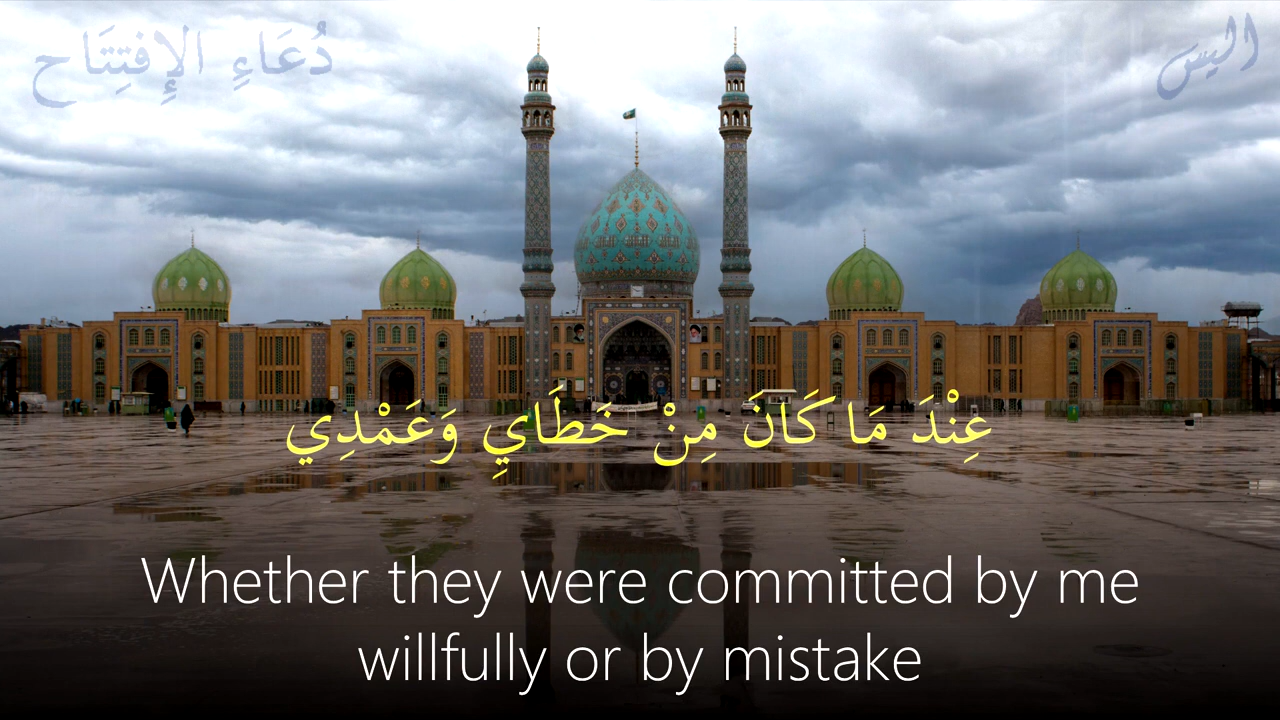 دُعَاءِ الإِفتِتَاح
اليس
عِنْدَ مَا كَانَ مِنْ خَطَايِ وَعَمْدِي
Whether they were committed by me
willfully or by mistake